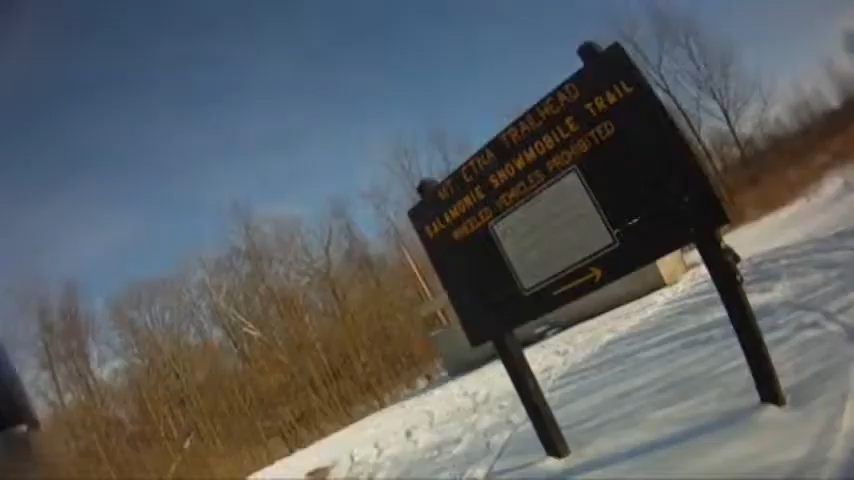 MT. ETNA TRAILHEAD
SALAMONIE SNOWMOBILE TRAIL
WHEELED VEHICLES PROHIBITED